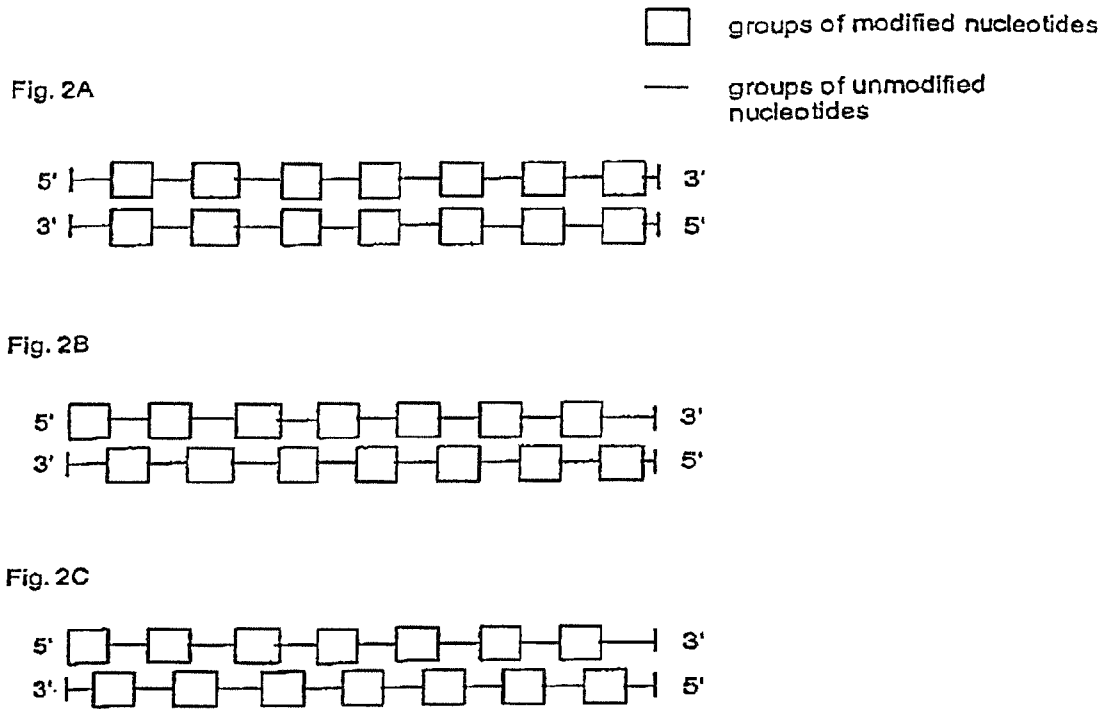 groups of modified nucleotides
groups of unmodified
nucleotides
Fig. 2A
5' 3'
3' 5'
Fig. 2B
5' 3'
3' 5'
Fig. 2C
5' 3'
3' 5'